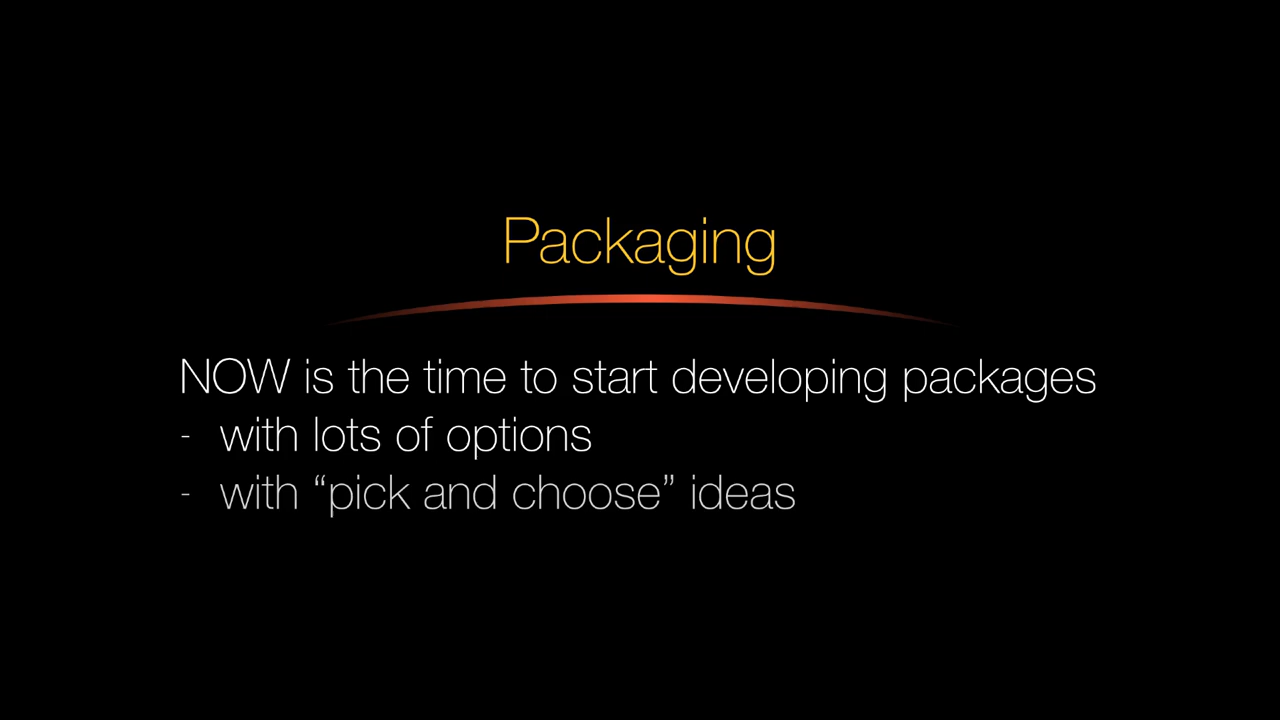 Packaging
NOW is the time to start developing packages
- with lots of options
- with “pick and choose” ideas